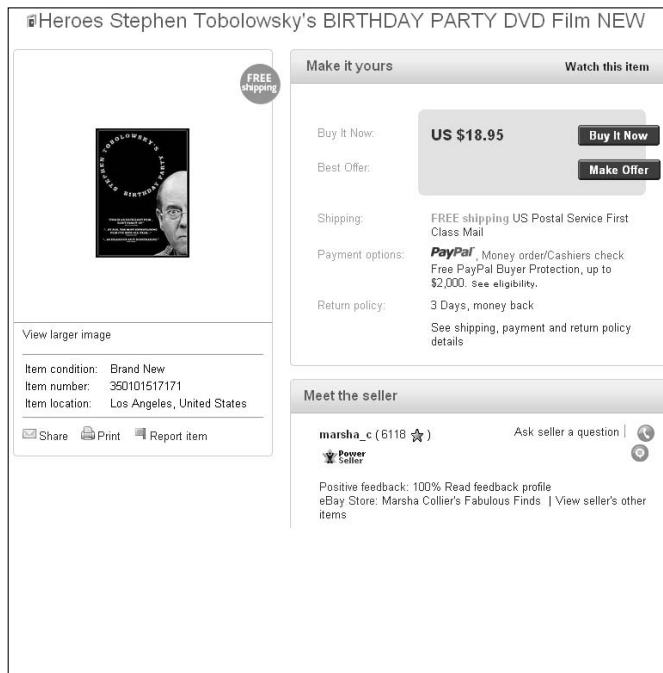 Heroes Stephen Tobolowsky's BIRTHDAY PARTY DVD Film NEW
FREE
shipping
STEPHEN TOBOLOWSKY'S BIRTHDAY PARTY
View larger image
Item condition: Brand New
Item number: 350101517171
Item location: Los Angeles, United States
Share Print Report item
Make it yours Watch this item
Buy It Now: US $18.95 Buy It Now
Best Offer: Make Offer
Shipping: FREE shipping US Postal Service First
Class Mail
Payment options: PayPal , Money order/Cashiers check
Free PayPal Buyer Protection, up to
$2,000. See eligibility.
Return policy: 3 Days, money back
See shipping, payment and return policy
details
Meet the seller
marsha_c ( 6118 ) Ask seller a question |
Power
Seller
Positive feedback: 100% Read feedback profile
eBay Store: Marsha Collier's Fabulous Finds | View seller's other
items